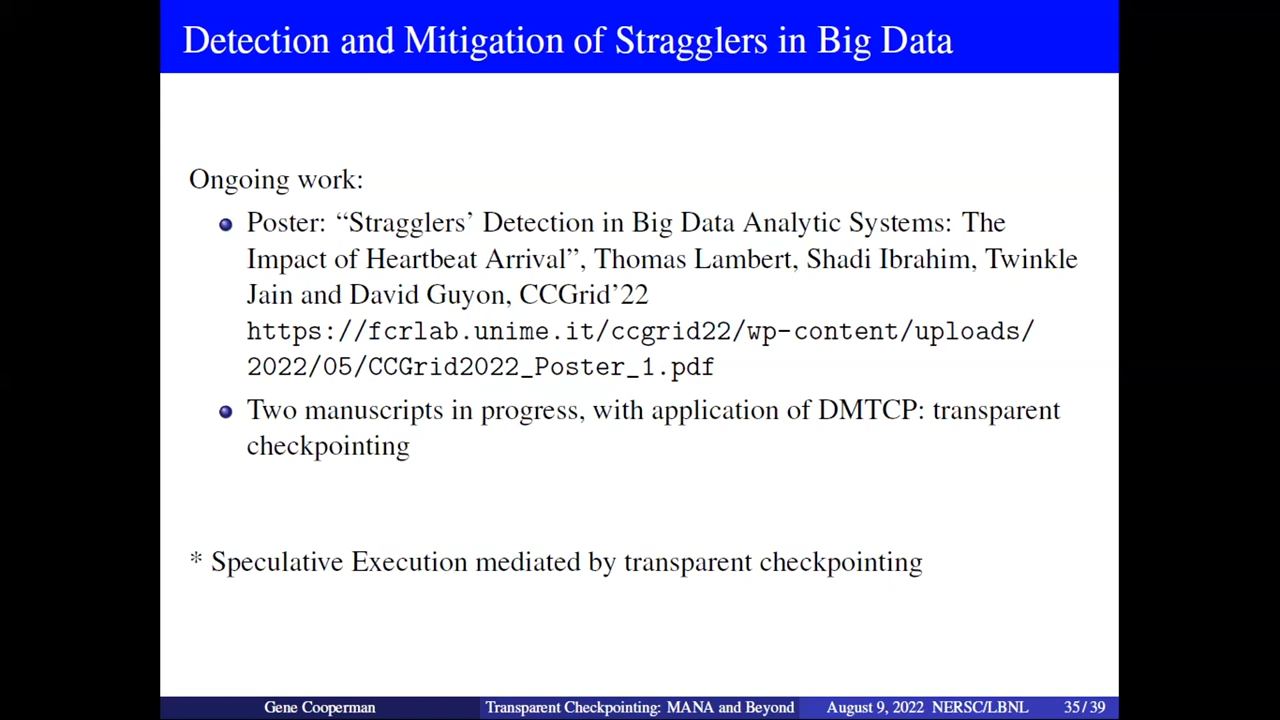 Detection and Mitigation of Stragglers in Big Data
Ongoing work:
Poster: “Stragglers’ Detection in Big Data Analytic Systems: The
Impact of Heartbeat Arrival”, Thomas Lambert, Shadi Ibrahim, Twinkle
Jain and David Guyon, CCGrid’22
https://fcrlab.unime.it/ccgrid22/wp-content/uploads/
2022/05/CCGrid2022_Poster_1.pdf
Two manuscripts in progress, with application of DMTCP: transparent
checkpointing
* Speculative Execution mediated by transparent checkpointing
Gene Cooperman Transparent Checkpointing: MANA and Beyond August 9, 2022 NERSC/LBNL 35 / 39